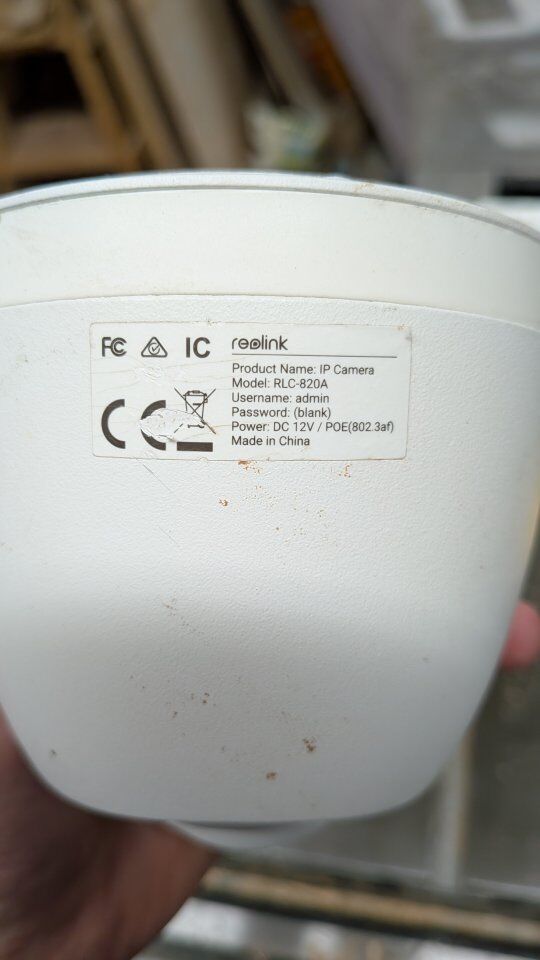 FC IC reolink
Product Name: IP Camera
Model: RLC-820A
Username: admin
Password: (blank)
Power: DC 12V / POE(802.3af)
Made in China
CE